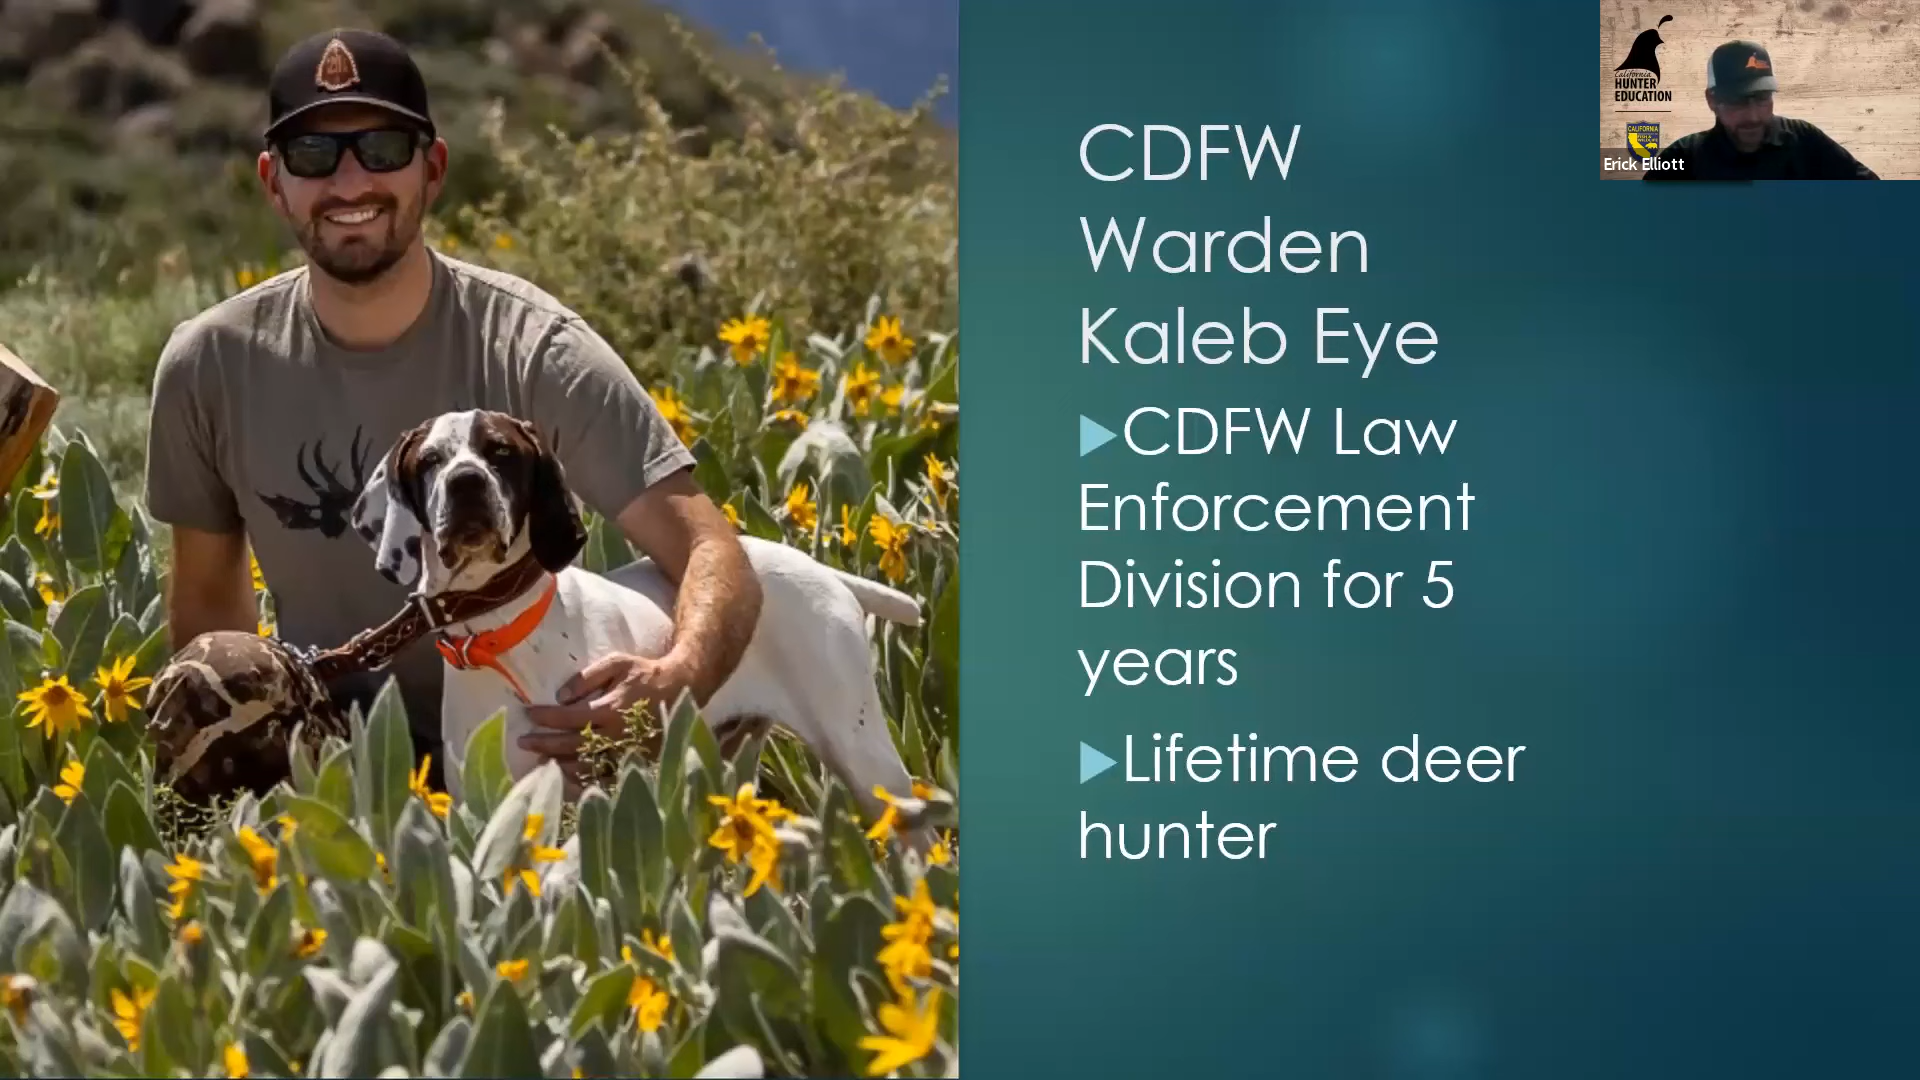 CDFW
Warden
Kaleb Eye
CDFW Law
Enforcement
Division for 5
years
Lifetime deer
hunter
California
HUNTER
EDUCATION
CALIFORNIA
Erick Elliott